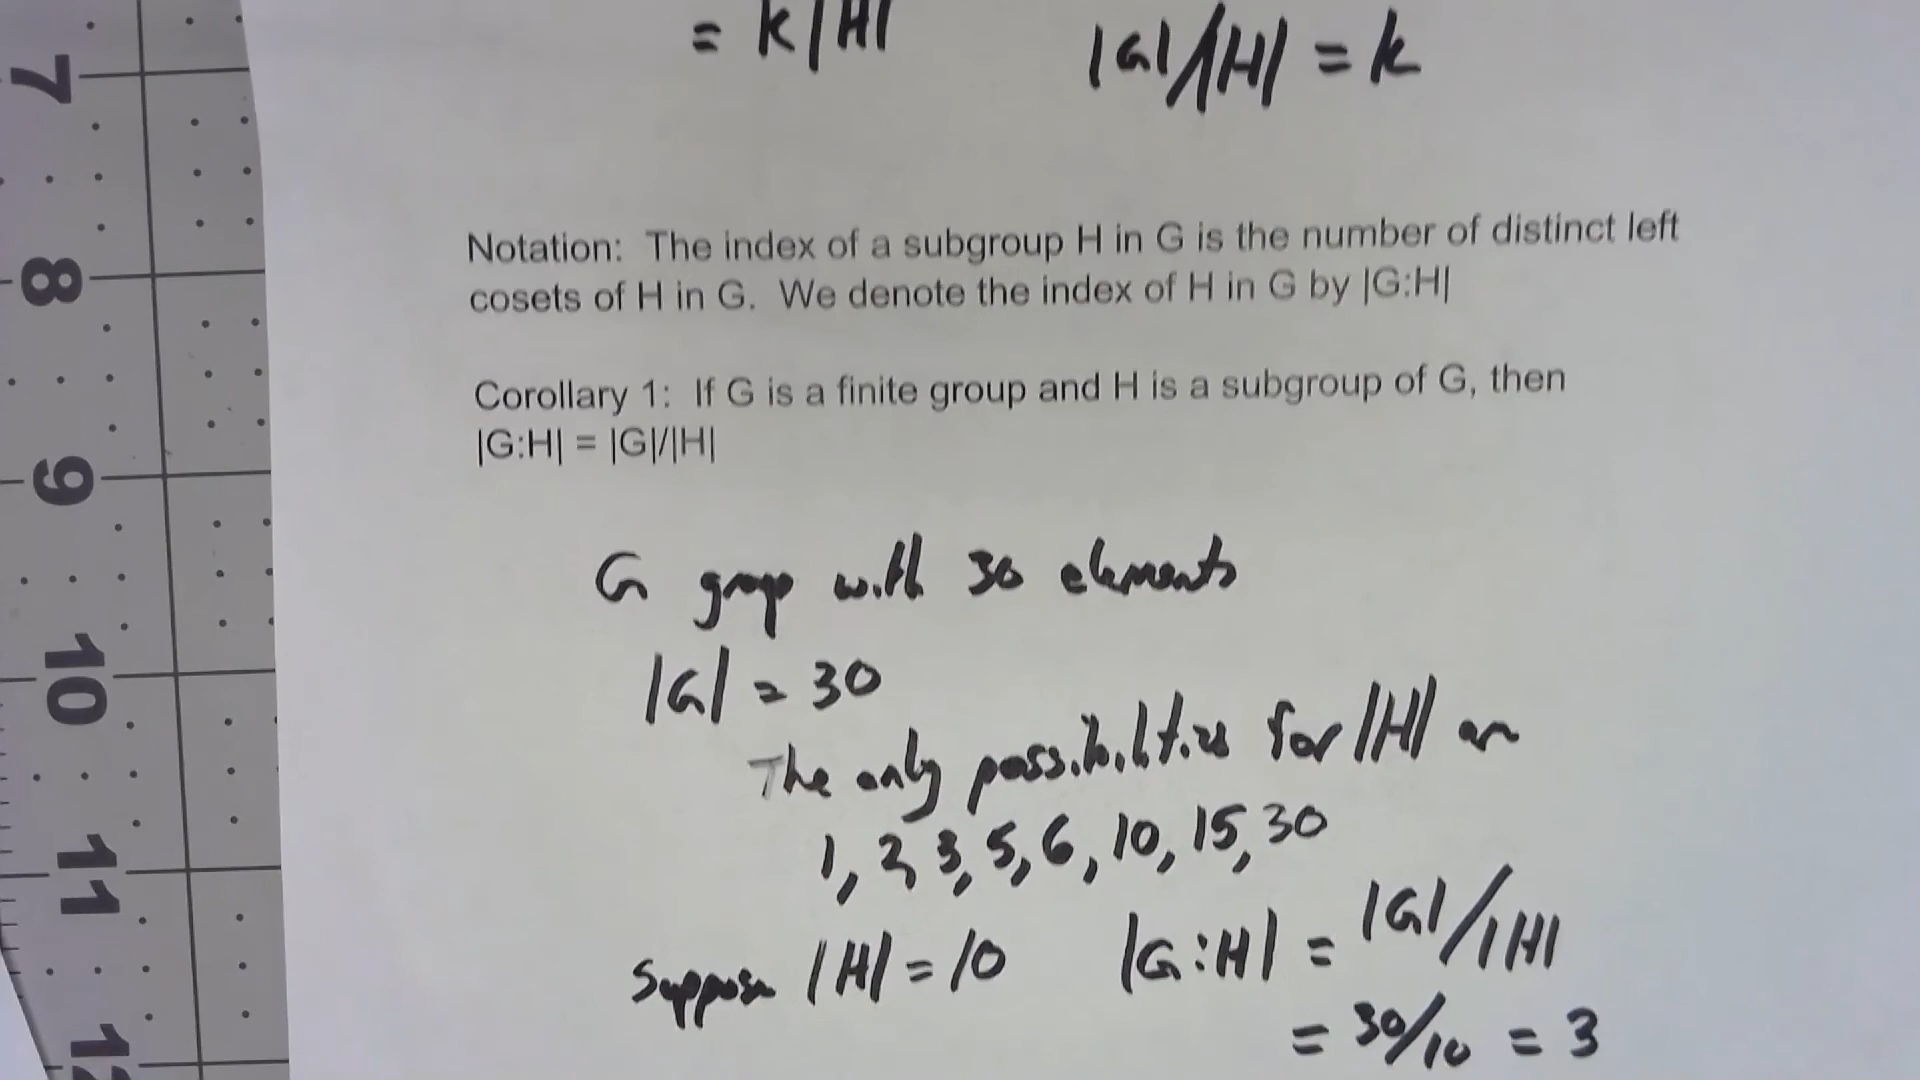 = k|H|
|G|/|H| = k
7
8
9
10
11
12
Notation: The index of a subgroup H in G is the number of distinct left
cosets of H in G. We denote the index of H in G by |G:H|
Corollary 1: If G is a finite group and H is a subgroup of G, then
|G:H| = |G|/|H|
G group with 30 elements
|G| = 30
The only possibilities for |H| are
1, 2, 3, 5, 6, 10, 15, 30
Suppose |H| = 10
|G:H| = |G|/|H|
= 30/10 = 3